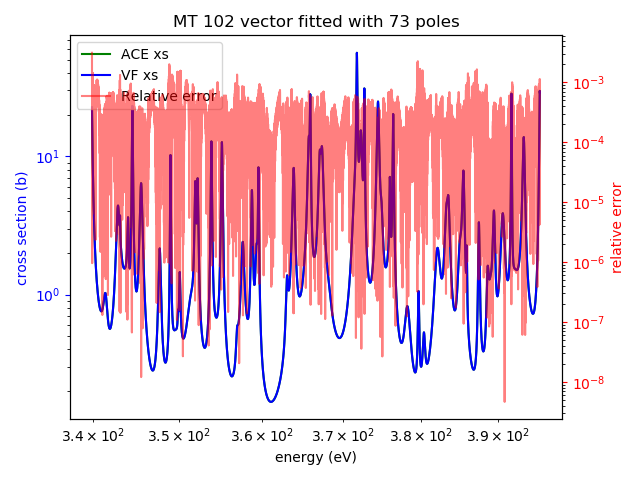 MT 102 vector fitted with 73 poles
ACE xs
VF xs
Relative error
cross section (b)
10¹
10⁰
relative error
10⁻³
10⁻⁴
10⁻⁵
10⁻⁶
10⁻⁷
10⁻⁸
3.4 × 10² 3.5 × 10² 3.6 × 10² 3.7 × 10² 3.8 × 10² 3.9 × 10²
energy (eV)